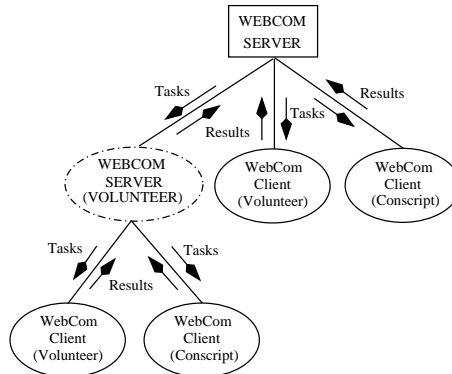 WEBCOM
SERVER
Tasks
Results
Results
Tasks
WEBCOM
SERVER
(VOLUNTEER)
WebCom
Client
(Volunteer)
WebCom
Client
(Conscript)
Tasks
Tasks
Results
WebCom
Client
(Volunteer)
WebCom
Client
(Conscript)